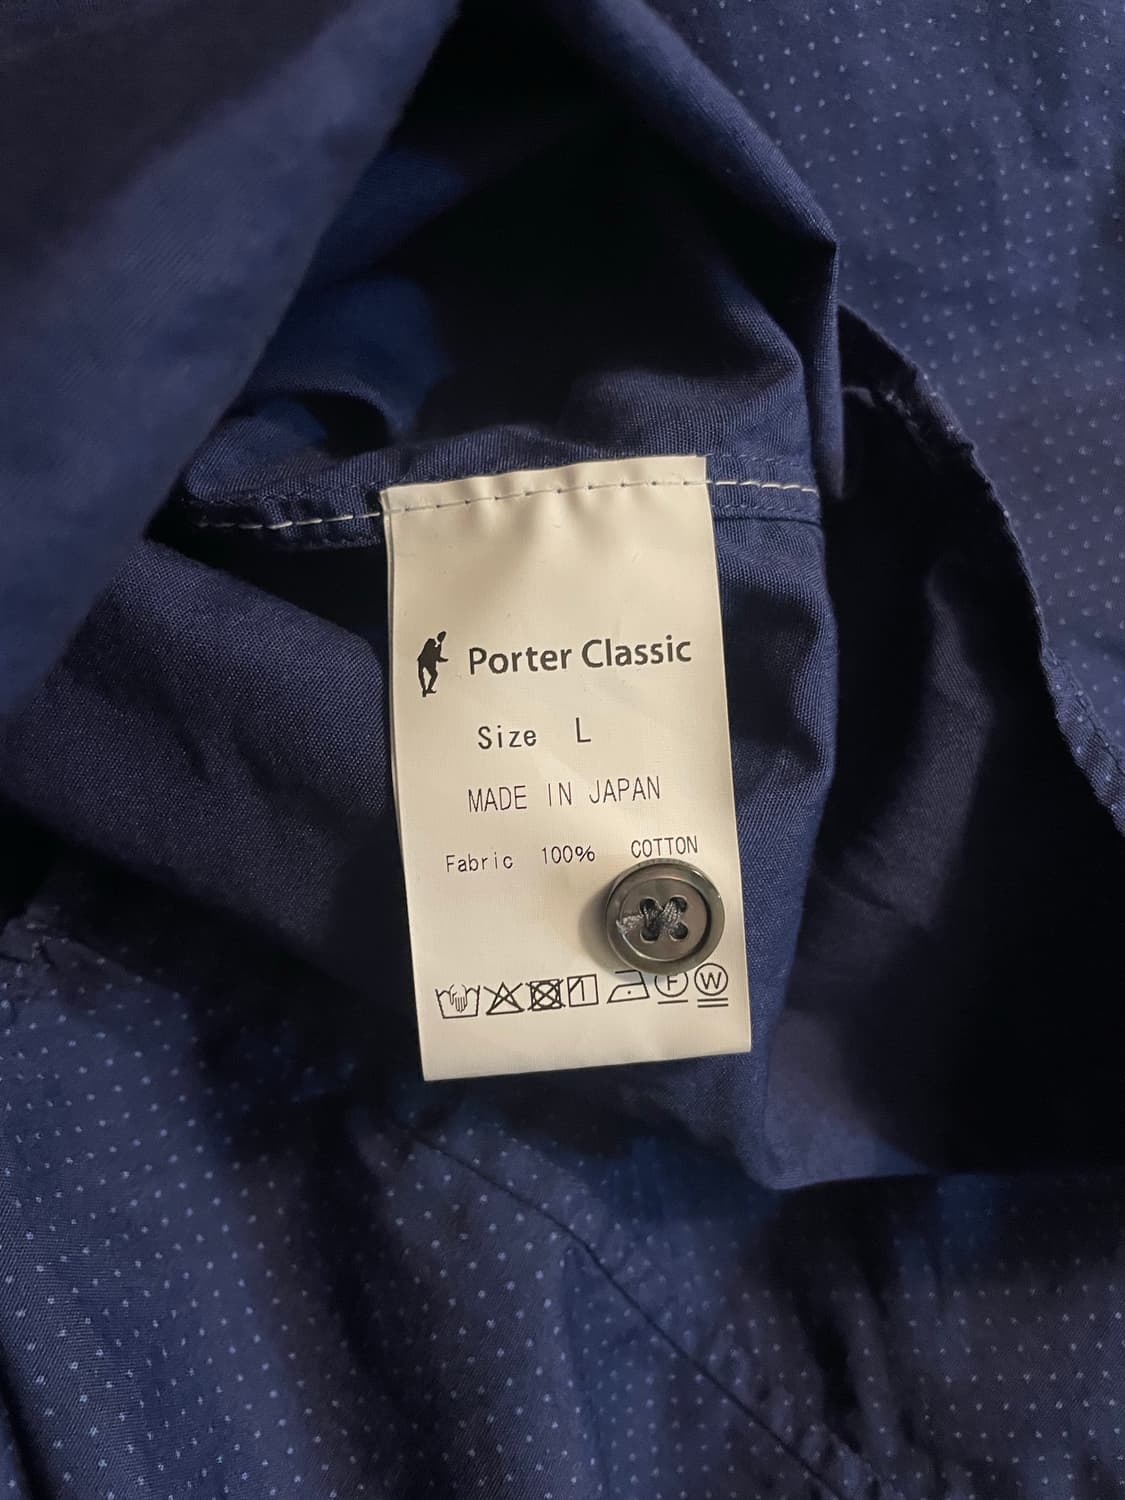 Porter Classic
Size L
MADE IN JAPAN
Fabric 100% COTTON
F W